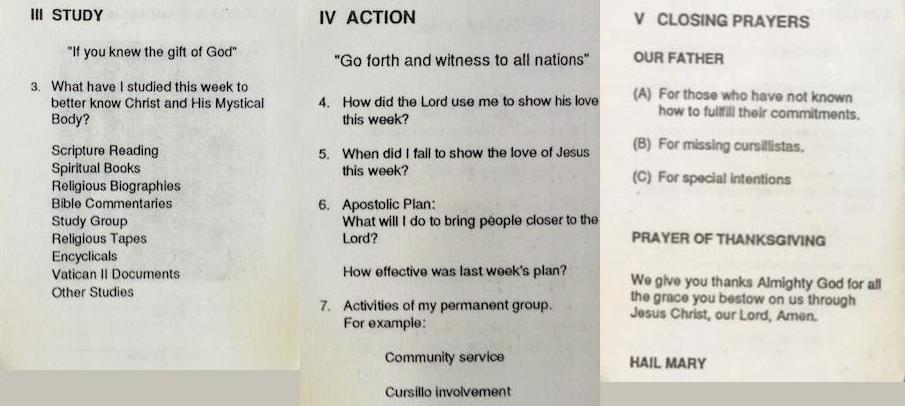 III STUDY
"If you knew the gift of God"
3. What have I studied this week to
better know Christ and His Mystical
Body?
Scripture Reading
Spiritual Books
Religious Biographies
Bible Commentaries
Study Group
Religious Tapes
Encyclicals
Vatican II Documents
Other Studies
IV ACTION
"Go forth and witness to all nations"
4. How did the Lord use me to show his love
this week?
5. When did I fail to show the love of Jesus
this week?
6. Apostolic Plan:
What will I do to bring people closer to the
Lord?
How effective was last week's plan?
7. Activities of my permanent group.
For example:
Community service
Cursillo involvement
V CLOSING PRAYERS
OUR FATHER
(A) For those who have not known
how to fullfill their commitments.
(B) For missing cursillistas.
(C) For special intentions
PRAYER OF THANKSGIVING
We give you thanks Almighty God for all
the grace you bestow on us through
Jesus Christ, our Lord, Amen.
HAIL MARY